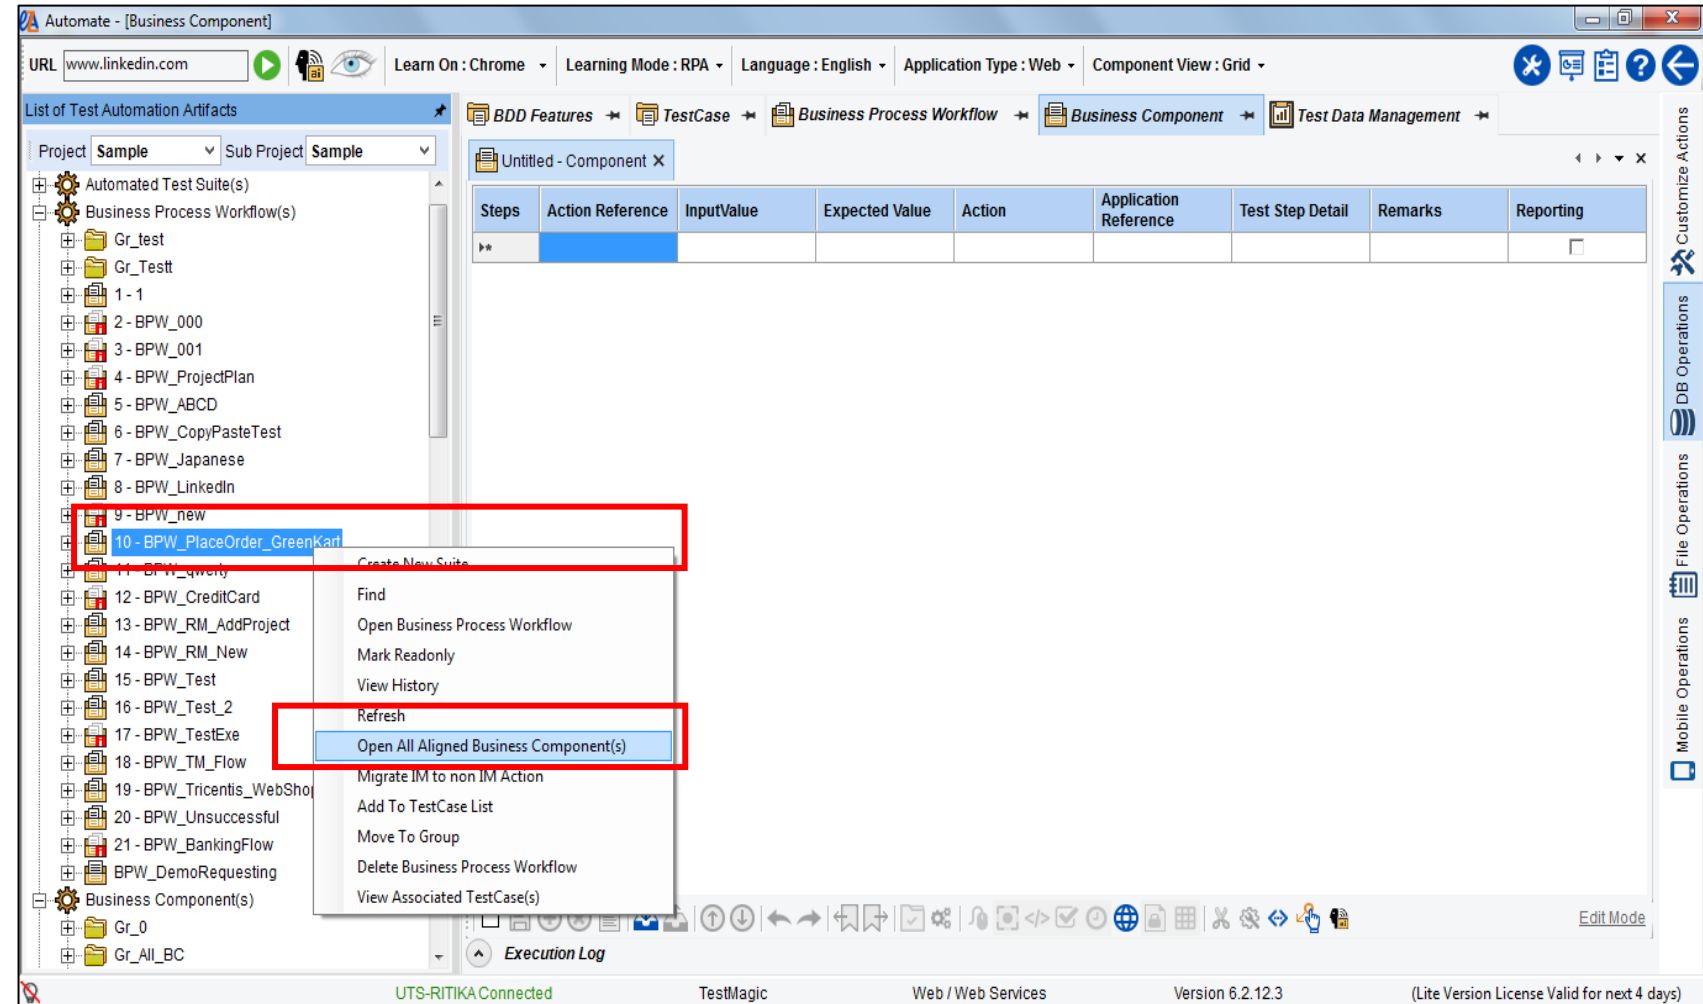 Automate - [Business Component]
URL www.linkedin.com Learn On : Chrome Learning Mode : RPA Language : English Application Type : Web Component View : Grid
List of Test Automation Artifacts
Project Sample Sub Project Sample
Automated Test Suite(s)
Business Process Workflow(s)
Gr_test
Gr_Testt
1 - 1
2 - BPW_000
3 - BPW_001
4 - BPW_ProjectPlan
5 - BPW_ABCD
6 - BPW_CopyPasteTest
7 - BPW_Japanese
8 - BPW_LinkedIn
9 - BPW_new
10 - BPW_PlaceOrder_GreenKart
11 - BPW_qwerty
12 - BPW_CreditCard
13 - BPW_RM_AddProject
14 - BPW_RM_New
15 - BPW_Test
16 - BPW_Test_2
17 - BPW_TestExe
18 - BPW_TM_Flow
19 - BPW_Tricentis_WebShop
20 - BPW_Unsuccessful
21 - BPW_BankingFlow
BPW_DemoRequesting
Business Component(s)
Gr_0
Gr_All_BC
Create New Suite
Find
Open Business Process Workflow
Mark Readonly
View History
Refresh
Open All Aligned Business Component(s)
Migrate IM to non IM Action
Add To TestCase List
Move To Group
Delete Business Process Workflow
View Associated TestCase(s)
BDD Features TestCase Business Process Workflow Business Component Test Data Management
Untitled - Component
Steps Action Reference InputValue Expected Value Action Application Reference Test Step Detail Remarks Reporting
Edit Mode
Execution Log
Customize Actions
DB Operations
File Operations
Mobile Operations
UTS-RITIKA Connected TestMagic Web / Web Services Version 6.2.12.3 (Lite Version License Valid for next 4 days)